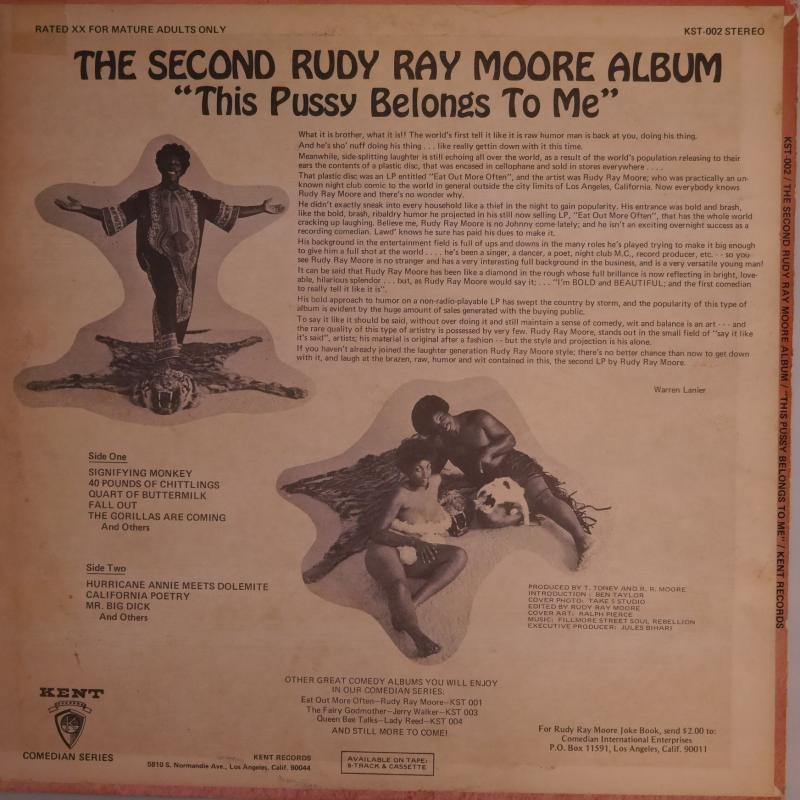 RATED XX FOR MATURE ADULTS ONLY
KST-002 STEREO
THE SECOND RUDY RAY MOORE ALBUM
"This Pussy Belongs To Me"
What it is brother, what it is!! The world's first tell it like it is raw humor man is back at you, doing his thing.
And he's sho' nuff doing his thing . . . like really gettin down with it this time.
Meanwhile, side-splitting laughter is still echoing all over the world, as a result of the world's population releasing to their
ears the contents of a plastic disc, that was encased in cellophane and sold in stores everywhere . . . .
That plastic disc was an LP entitled "Eat Out More Often", and the artist was Rudy Ray Moore; who was practically an un-
known night club comic to the world in general outside the city limits of Los Angeles, California. Now everybody knows
Rudy Ray Moore and there's no wonder why.
He didn't exactly sneak into every household like a thief in the night to gain popularity. His entrance was bold and brash,
like the bold, brash, ribaldry humor he projected in his still now selling LP, "Eat Out More Often", that has the whole world
cracking up laughing. Believe me, Rudy Ray Moore is no Johnny come-lately; and he isn't an exciting overnight success as a
recording comedian. Lawd' knows he sure has paid his dues to make it.
His background in the entertainment field is full of ups and downs in the many roles he's played trying to make it big enough
to give him a full shot at the world . . . . he's been a singer, a dancer, a poet, night club M.C., record producer, etc. - - so you
see Rudy Ray Moore is no stranger and has a very interesting full background in the business, and is a very versatile young man!
It can be said that Rudy Ray Moore has been like a diamond in the rough whose full brillance is now reflecting in bright, love-
able, hilarious splendor . . . but, as Rudy Ray Moore would say it; . . . "I'm BOLD and BEAUTIFUL; and the first comedian
to really tell it like it is".
His bold approach to humor on a non-radio-playable LP has swept the country by storm, and the popularity of this type of
album is evident by the huge amount of sales generated with the buying public.
To say it like it should be said, without over doing it and still maintain a sense of comedy, wit and balance is an art - - - and
the rare quality of this type of artistry is possessed by very few. Rudy Ray Moore, stands out in the small field of "say it like
it's said", artists; his material is original after a fashion - - but the style and projection is his alone.
If you haven't already joined the laughter generation Rudy Ray Moore style; there's no better chance than now to get down
with it, and laugh at the brazen, raw, humor and wit contained in this, the second LP by Rudy Ray Moore.
Warren Lanier
Side One
SIGNIFYING MONKEY
40 POUNDS OF CHITTLINGS
QUART OF BUTTERMILK
FALL OUT
THE GORILLAS ARE COMING
And Others
Side Two
HURRICANE ANNIE MEETS DOLEMITE
CALIFORNIA POETRY
MR. BIG DICK
And Others
PRODUCED BY T. TONEY AND R. R. MOORE
INTRODUCTION: BEN TAYLOR
COVER PHOTO: TAKE 5 STUDIO
EDITED BY RUDY RAY MOORE
COVER ART: RALPH PIERCE
MUSIC: FILLMORE STREET SOUL REBELLION
EXECUTIVE PRODUCER: JULES BIHARI
OTHER GREAT COMEDY ALBUMS YOU WILL ENJOY
IN OUR COMEDIAN SERIES:
Eat Out More Often—Rudy Ray Moore—KST 001
The Fairy Godmother—Jerry Walker—KST 003
Queen Bee Talks—Lady Reed—KST 004
AND STILL MORE TO COME!
KENT
COMEDIAN SERIES
KENT RECORDS
5810 S. Normandie Ave., Los Angeles, Calif. 90044
AVAILABLE ON TAPE:
8-TRACK & CASSETTE
For Rudy Ray Moore Joke Book, send $2.00 to:
Comedian International Enterprises
P.O. Box 11591, Los Angeles, Calif. 90011
KST-002 / THE SECOND RUDY RAY MOORE ALBUM / "THIS PUSSY BELONGS TO ME" / KENT RECORDS